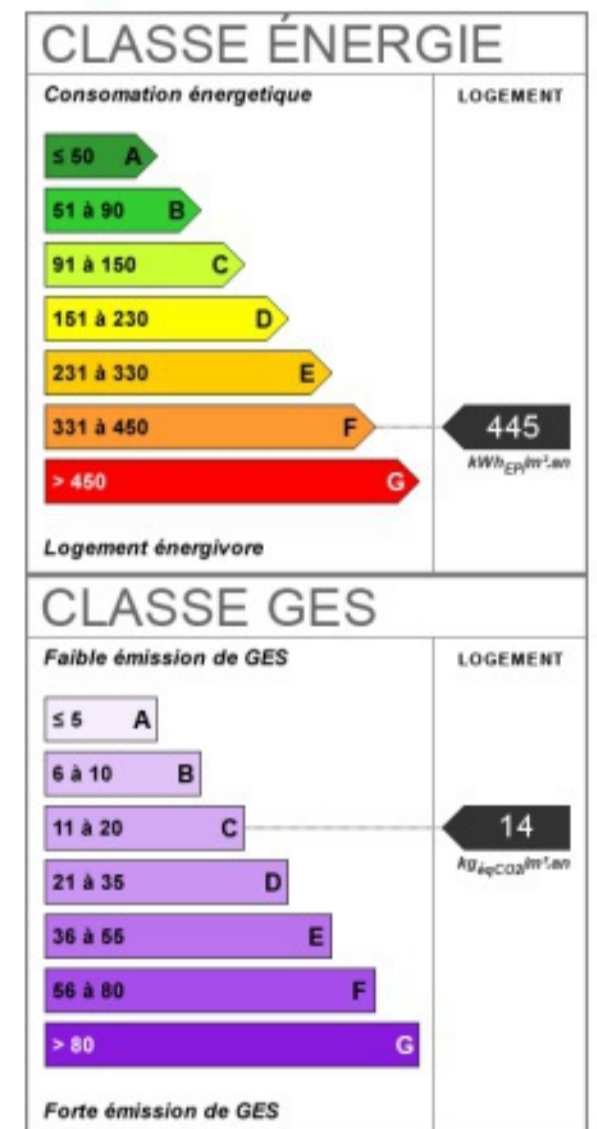 CLASSE ÉNERGIE
Consomation énergetique
LOGEMENT
≤ 50 A
51 à 90 B
91 à 150 C
151 à 230 D
231 à 330 E
331 à 450 F
445
kWhEP/m².an
> 450 G
Logement énergivore
CLASSE GES
Faible émission de GES
LOGEMENT
≤ 5 A
6 à 10 B
11 à 20 C
14
kgéqCO2/m².an
21 à 35 D
36 à 55 E
56 à 80 F
> 80 G
Forte émission de GES